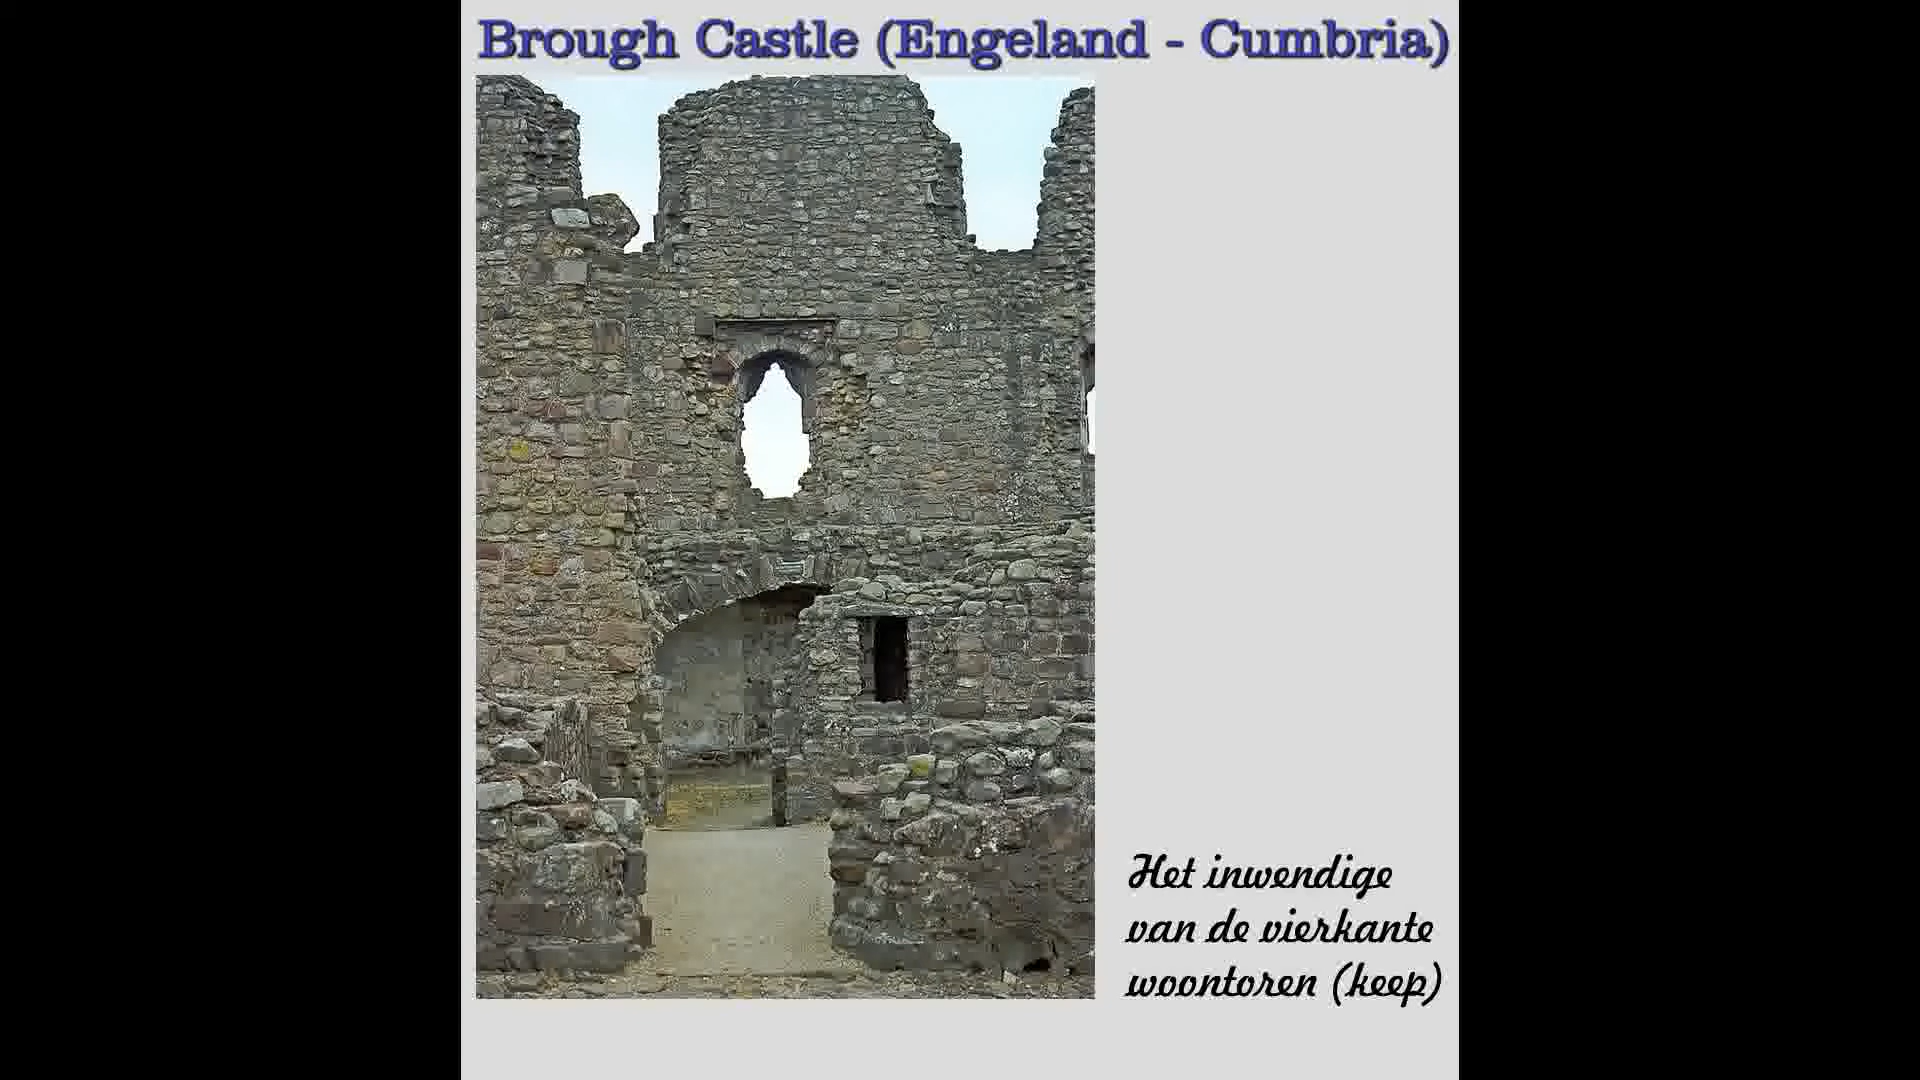 Brough Castle (Engeland - Cumbria)
Het inwendige
van de vierkante
woontoren (keep)